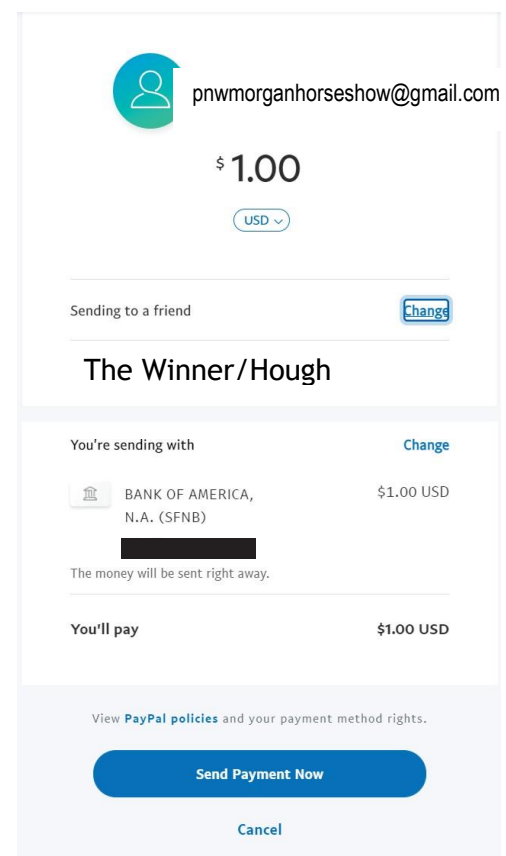 pnwmorganhorseshow@gmail.com
$1.00
USD
Sending to a friend Change
The Winner/Hough
You're sending with Change
BANK OF AMERICA, $1.00 USD
N.A. (SFNB)
The money will be sent right away.
You'll pay $1.00 USD
View PayPal policies and your payment method rights.
Send Payment Now
Cancel